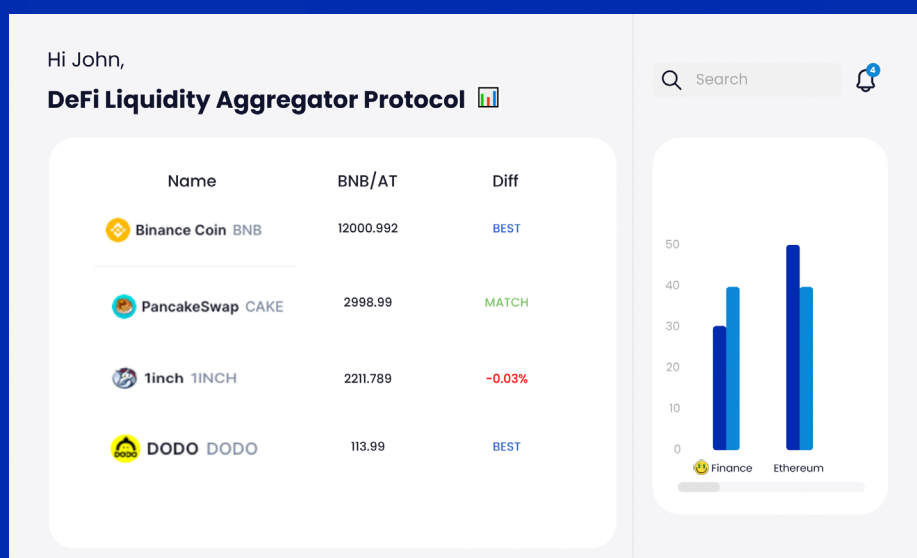 Hi John,
DeFi Liquidity Aggregator Protocol
Search
4
Name BNB/AT Diff
Binance Coin BNB 12000.992 BEST
PancakeSwap CAKE 2998.99 MATCH
1inch 1INCH 2211.789 -0.03%
DODO DODO DODO 113.99 BEST
50
40
30
20
10
0
Finance Ethereum